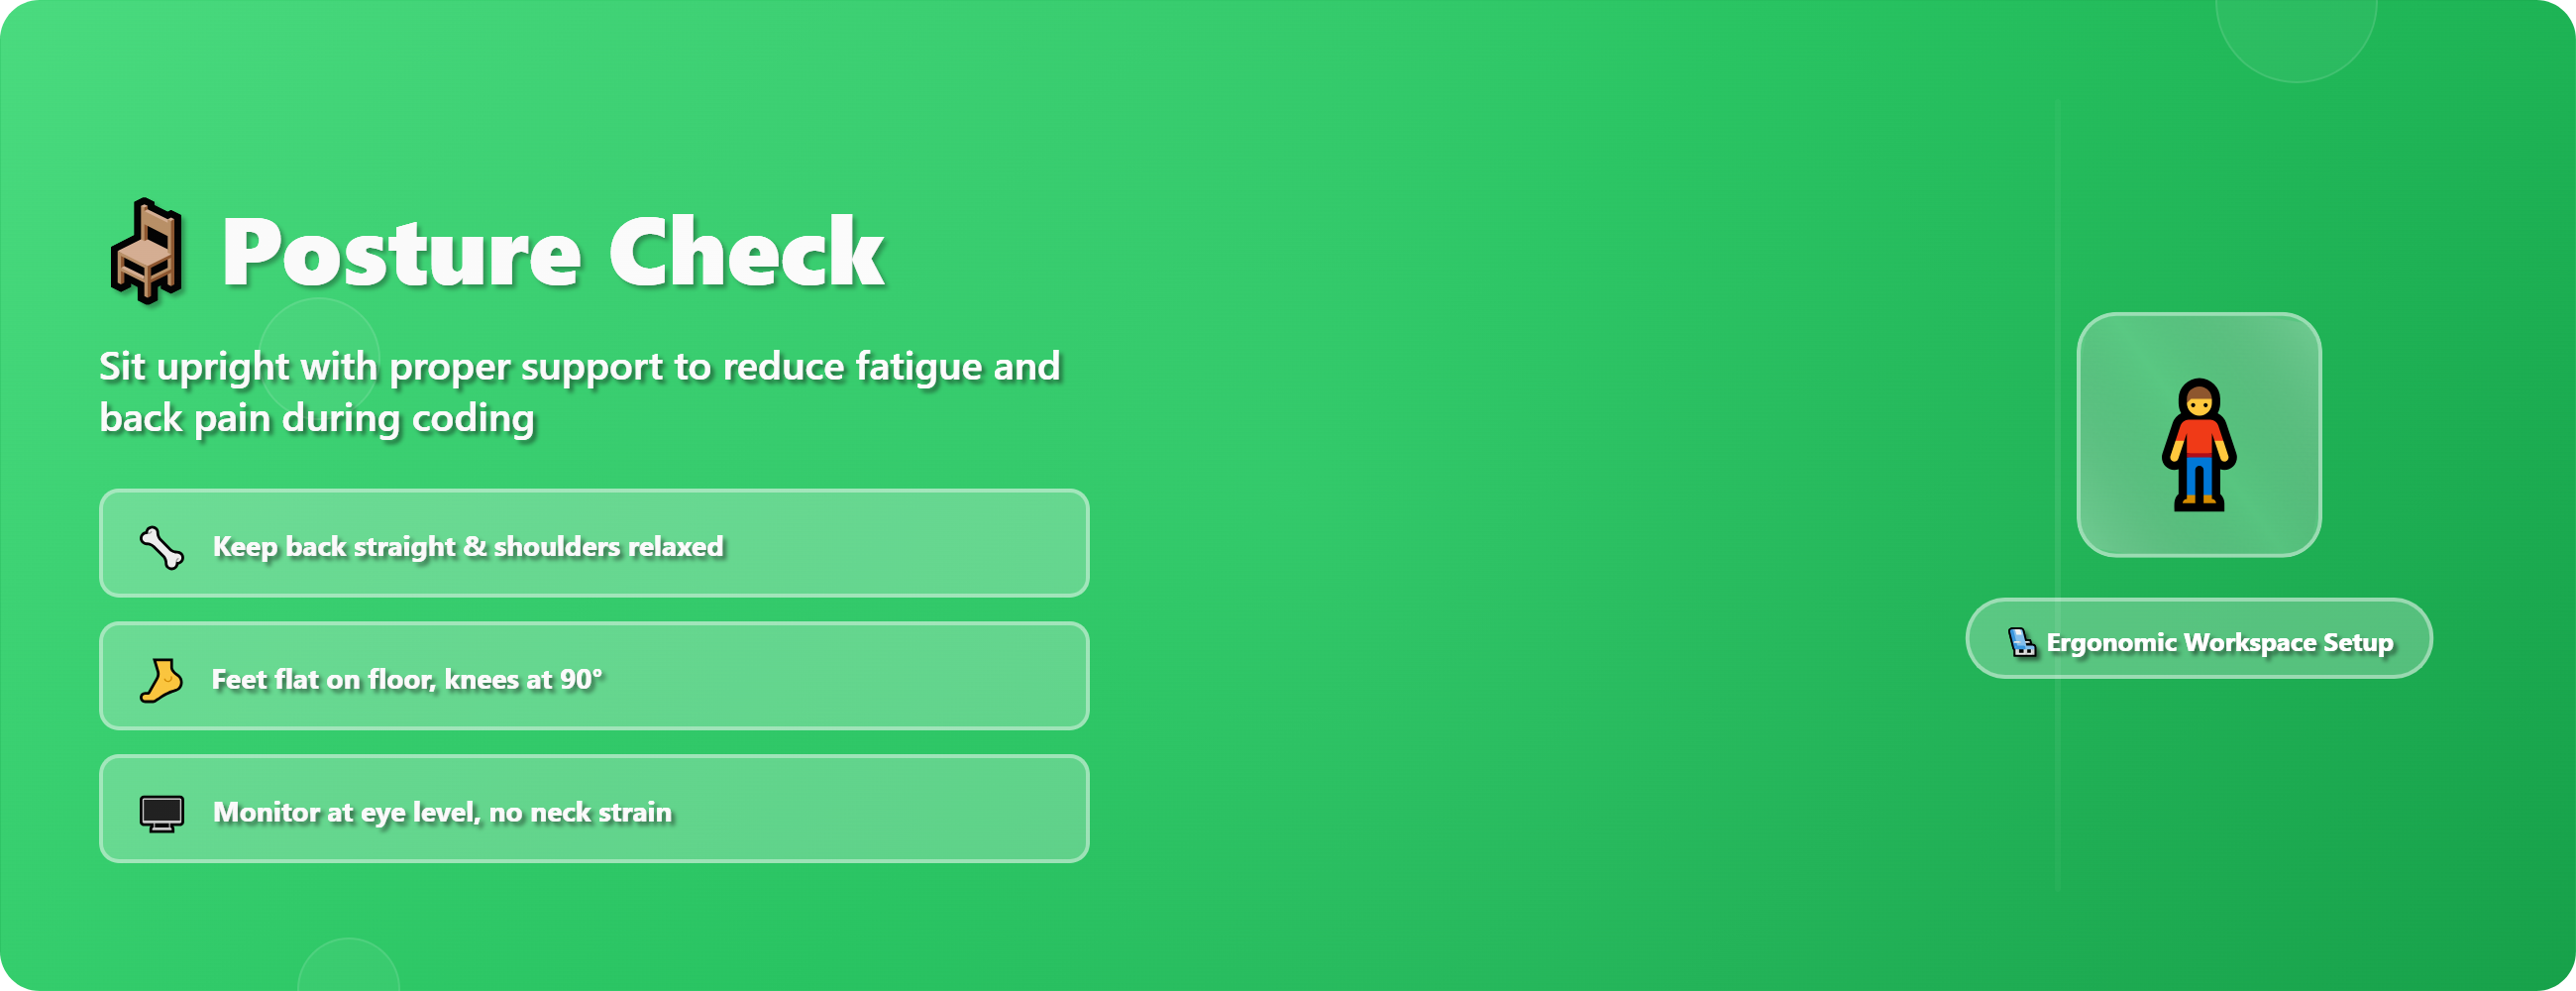 Posture Check
Sit upright with proper support to reduce fatigue and
back pain during coding
Keep back straight & shoulders relaxed
Feet flat on floor, knees at 90°
Monitor at eye level, no neck strain
Ergonomic Workspace Setup